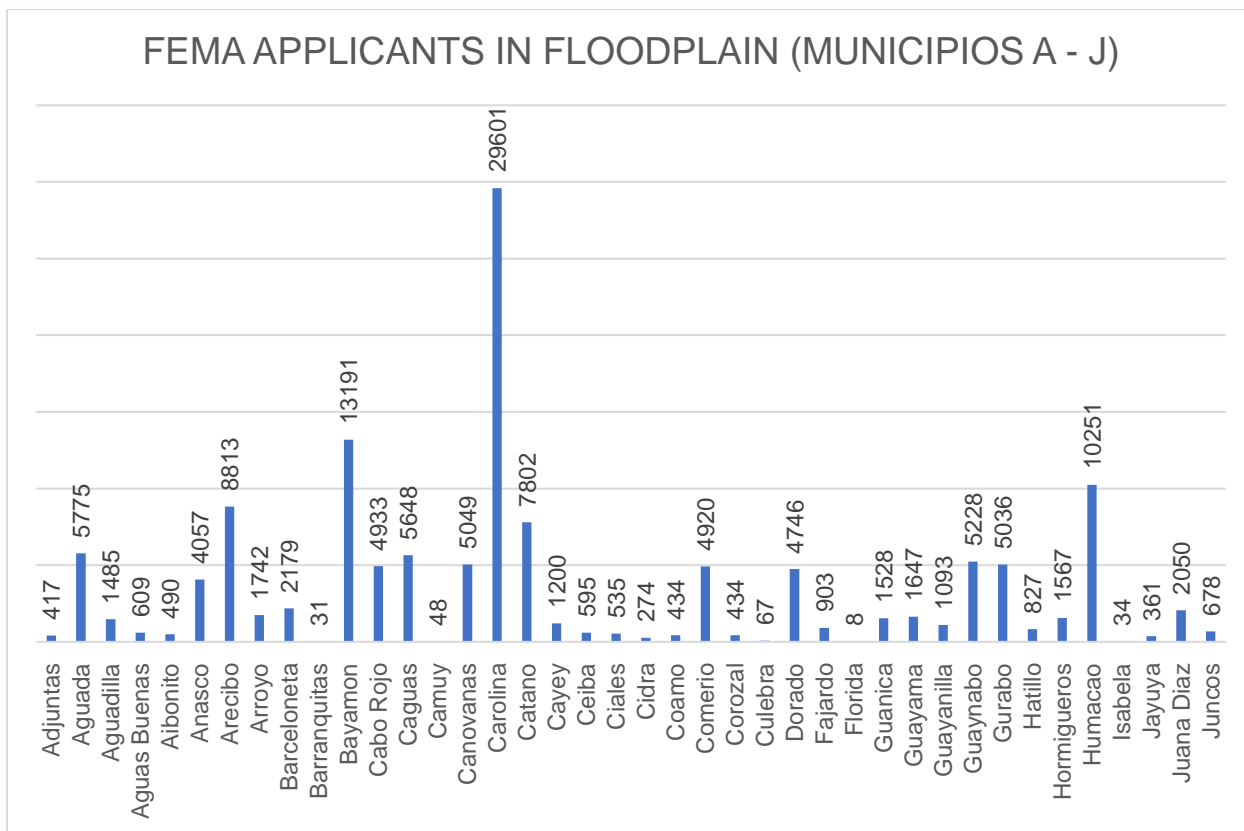 FEMA APPLICANTS IN FLOODPLAIN (MUNICIPIOS A - J)
417
5775
1485
609
490
4057
8813
1742
2179
31
13191
4933
5648
48
5049
29601
7802
1200
595
535
274
434
4920
434
67
4746
903
8
1528
1647
1093
5228
5036
827
1567
10251
34
361
2050
678
Adjuntas
Aguada
Aguadilla
Aguas Buenas
Aibonito
Anasco
Arecibo
Arroyo
Barceloneta
Barranquitas
Bayamon
Cabo Rojo
Caguas
Camuy
Canovanas
Carolina
Catano
Cayey
Ceiba
Ciales
Cidra
Coamo
Comerio
Corozal
Culebra
Dorado
Fajardo
Florida
Guanica
Guayama
Guayanilla
Guaynabo
Gurabo
Hatillo
Hormigueros
Humacao
Isabela
Jayuya
Juana Diaz
Juncos